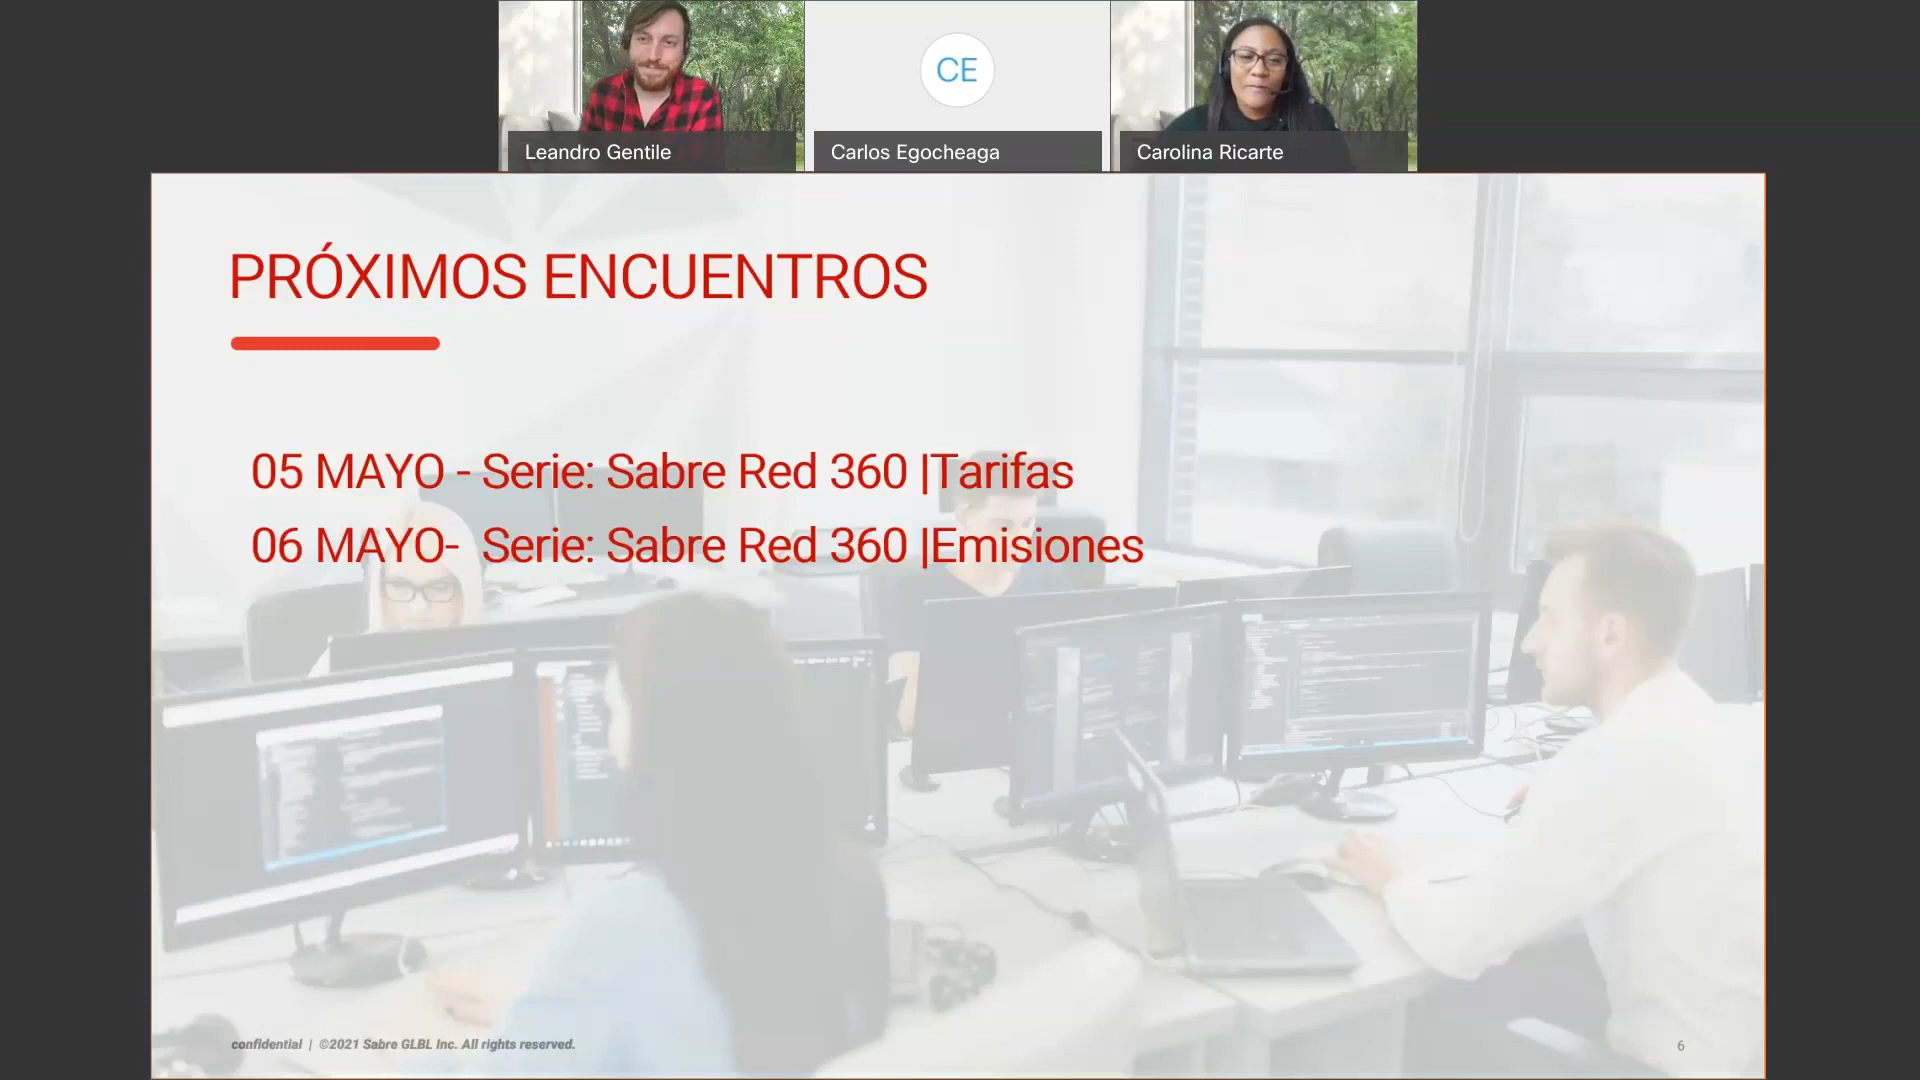 CE
Leandro Gentile
Carlos Egocheaga
Carolina Ricarte
PRÓXIMOS ENCUENTROS
05 MAYO - Serie: Sabre Red 360 |Tarifas
06 MAYO- Serie: Sabre Red 360 |Emisiones
confidential | ©2021 Sabre GLBL Inc. All rights reserved.
6